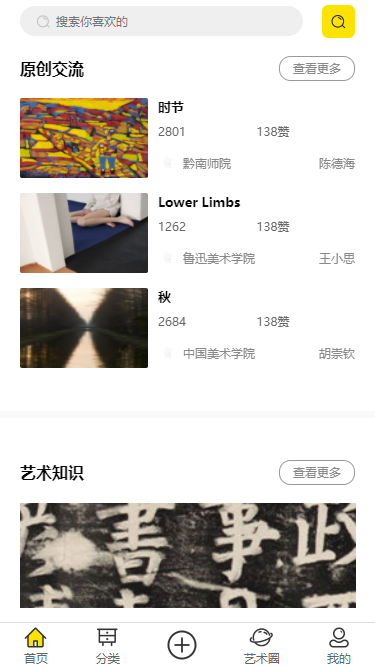 搜索你喜欢的
原创交流 查看更多
时节
2801 138赞
黔南师院 陈德海
Lower Limbs
1262 138赞
鲁迅美术学院 王小思
秋
2684 138赞
中国美术学院 胡崇钦
艺术知识 查看更多
書事
首页 分类 艺术圈 我的